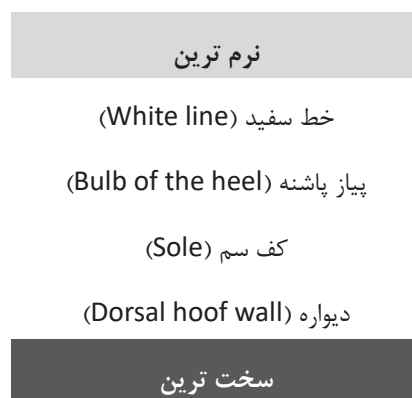 نرم ترین
خط سفید (White line)
پیاز پاشنه (Bulb of the heel)
کف سم (Sole)
دیواره (Dorsal hoof wall)
سخت ترین